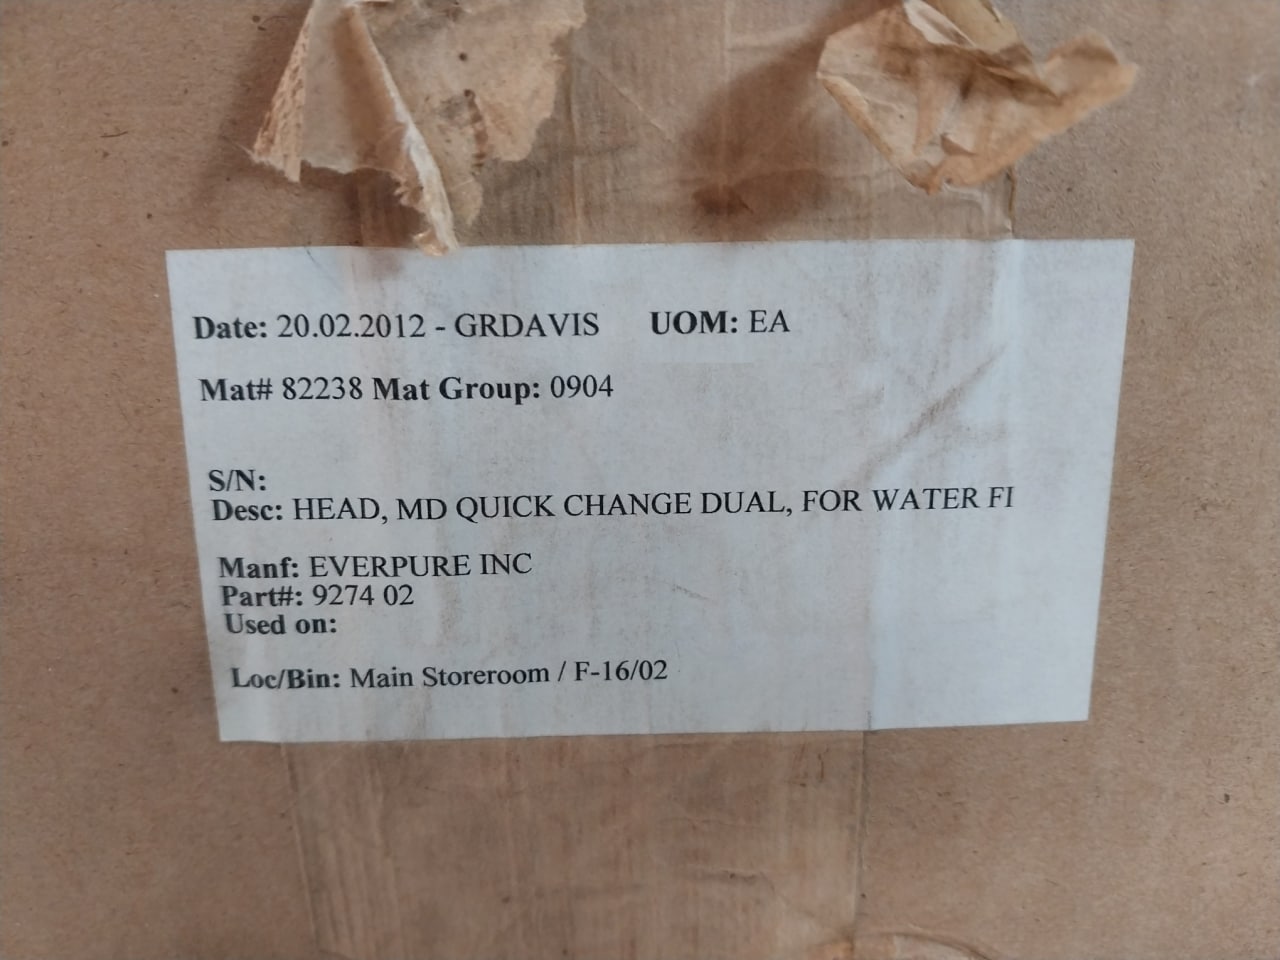 Date: 20.02.2012 - GRDAVIS UOM: EA
Mat# 82238 Mat Group: 0904
S/N:
Desc: HEAD, MD QUICK CHANGE DUAL, FOR WATER FI
Manf: EVERPURE INC
Part#: 9274 02
Used on:
Loc/Bin: Main Storeroom / F-16/02